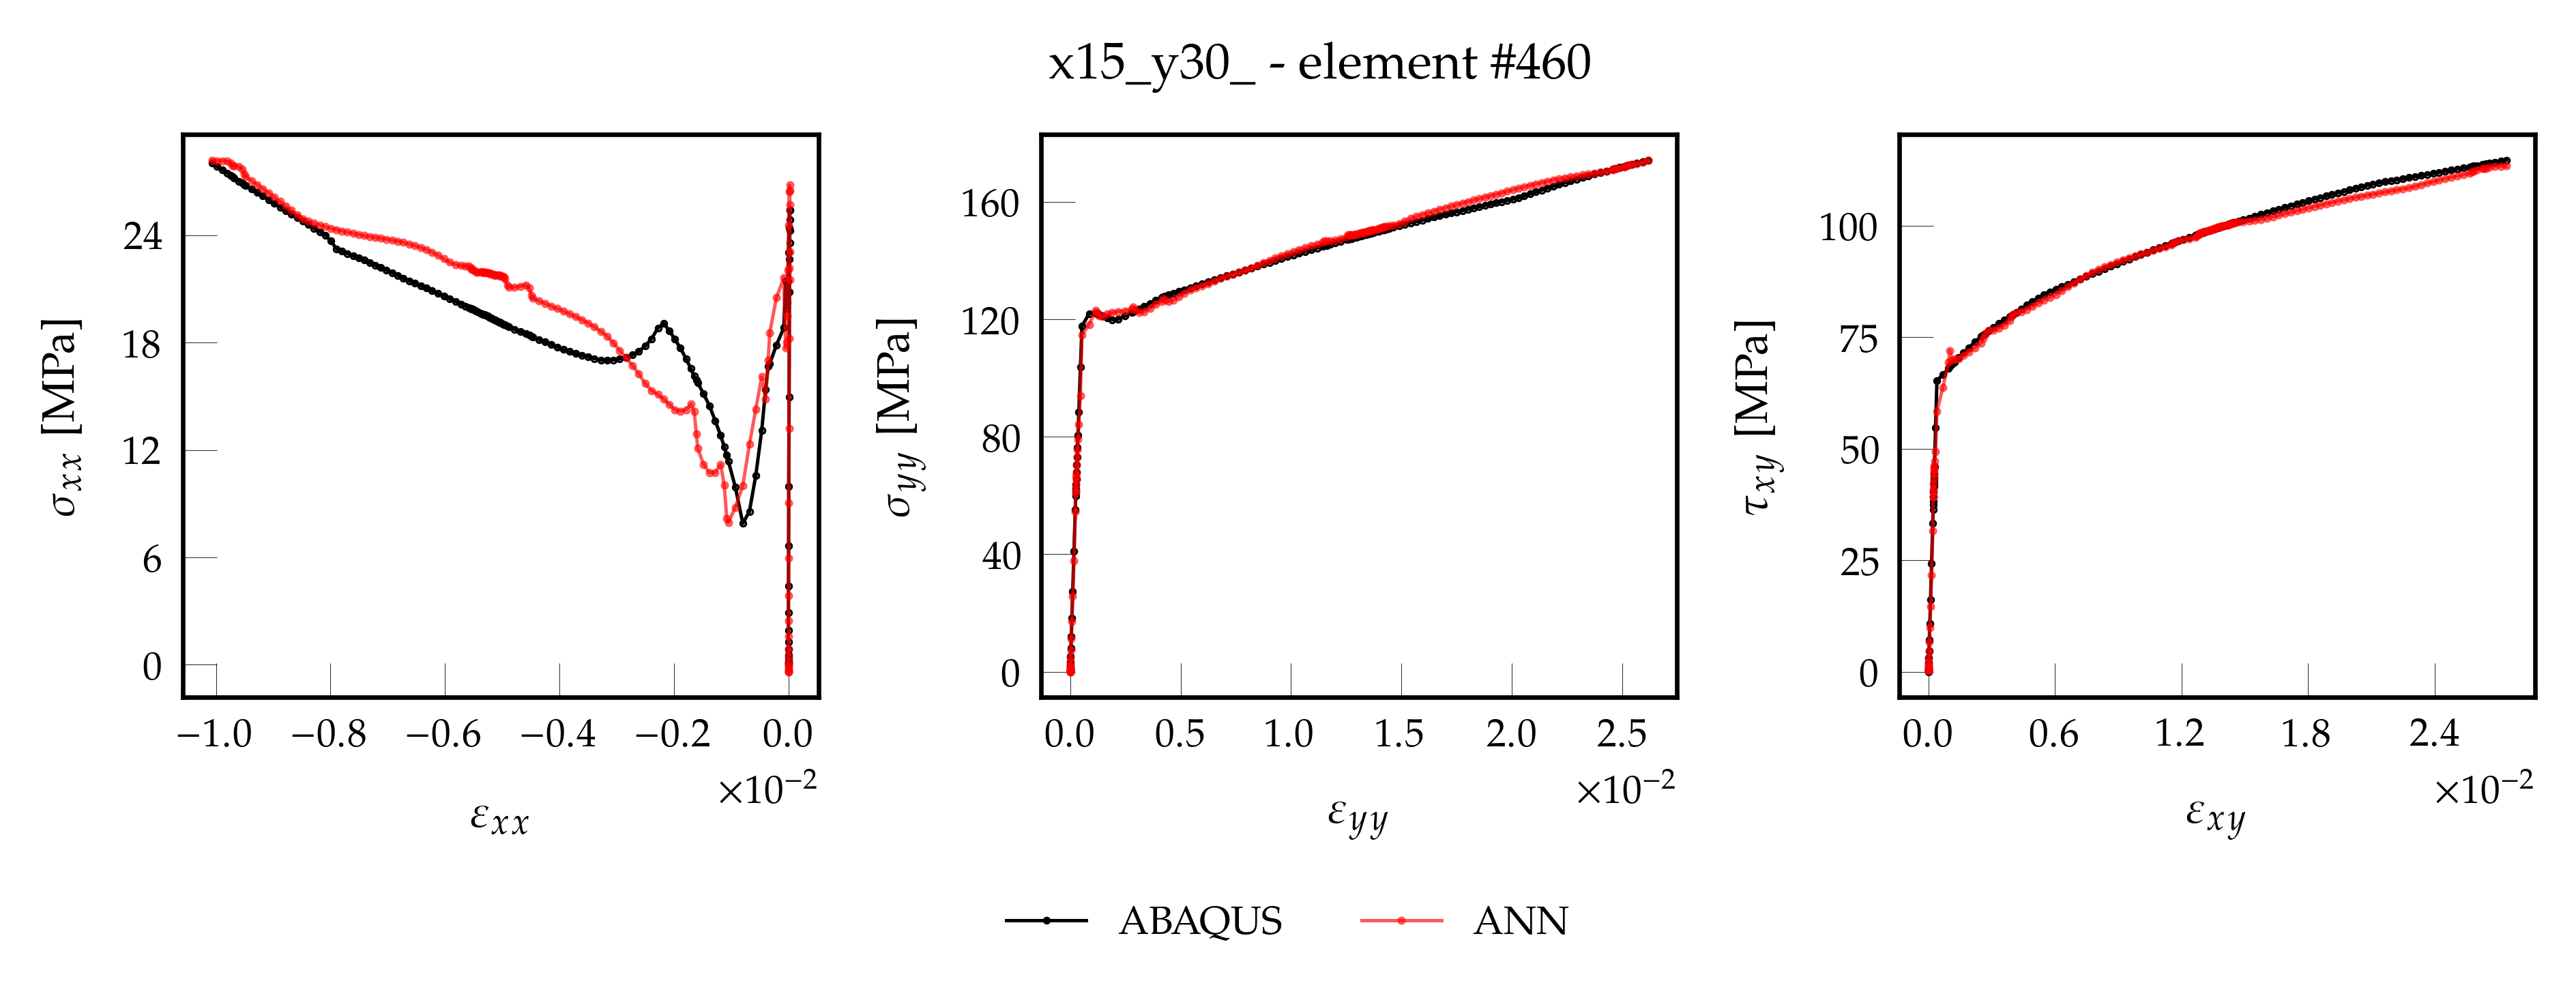 x15_y30_ - element #460
σxx [MPa]
24
18
12
6
0
−1.0 −0.8 −0.6 −0.4 −0.2 0.0
×10−2
εxx
σyy [MPa]
160
120
80
40
0
0.0 0.5 1.0 1.5 2.0 2.5
×10−2
εyy
τxy [MPa]
100
75
50
25
0
0.0 0.6 1.2 1.8 2.4
×10−2
εxy
ABAQUS ANN